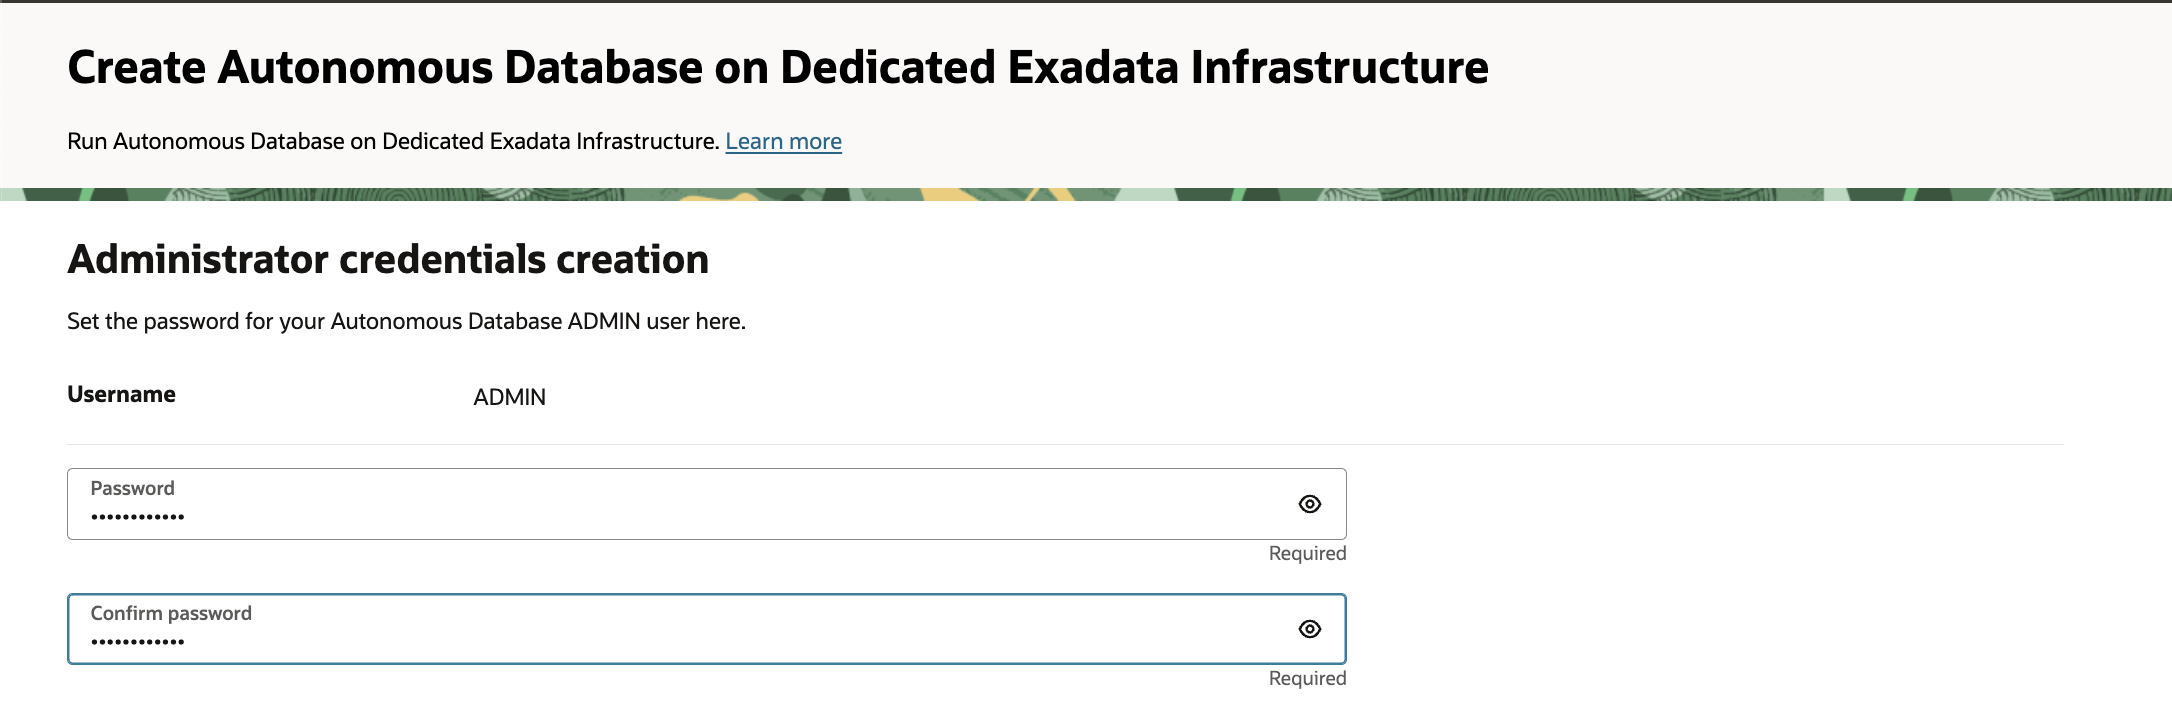 Create Autonomous Database on Dedicated Exadata Infrastructure
Run Autonomous Database on Dedicated Exadata Infrastructure. Learn more
Administrator credentials creation
Set the password for your Autonomous Database ADMIN user here.
Username ADMIN
Password
••••••••••••
Required
Confirm password
••••••••••••
Required